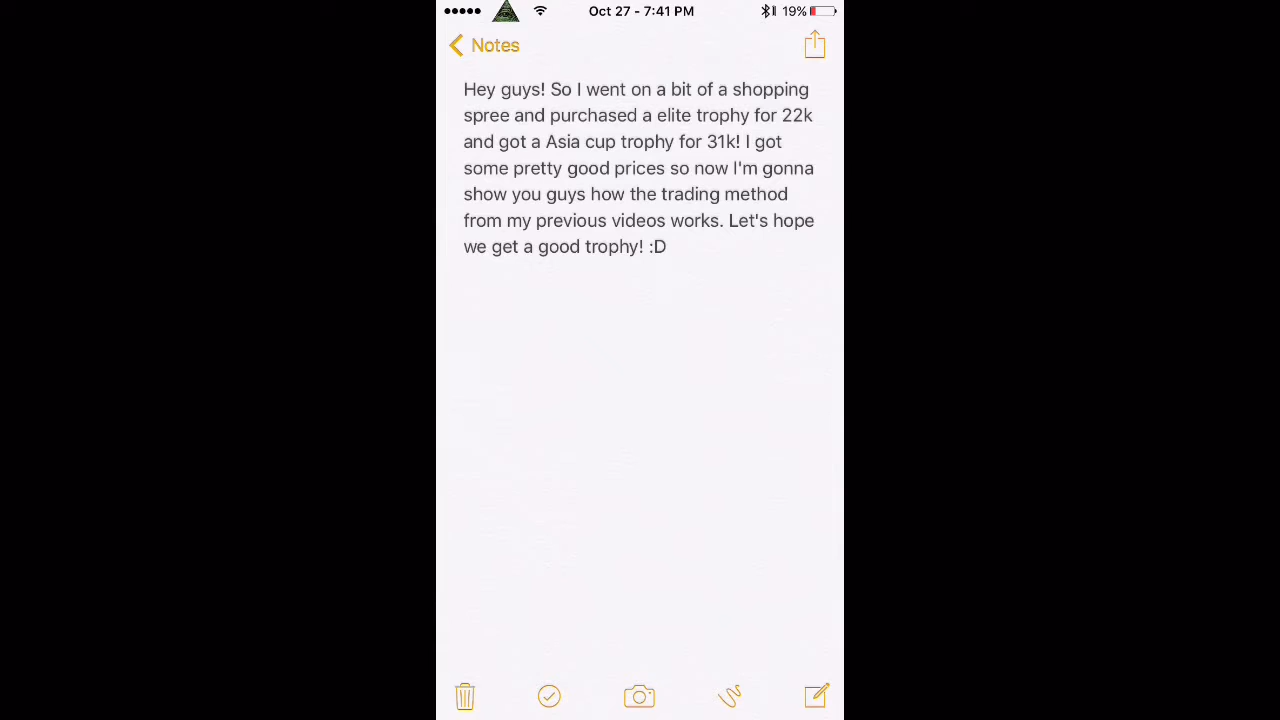 Oct 27 - 7:41 PM
19%
Notes
Hey guys! So I went on a bit of a shopping
spree and purchased a elite trophy for 22k
and got a Asia cup trophy for 31k! I got
some pretty good prices so now I'm gonna
show you guys how the trading method
from my previous videos works. Let's hope
we get a good trophy! :D